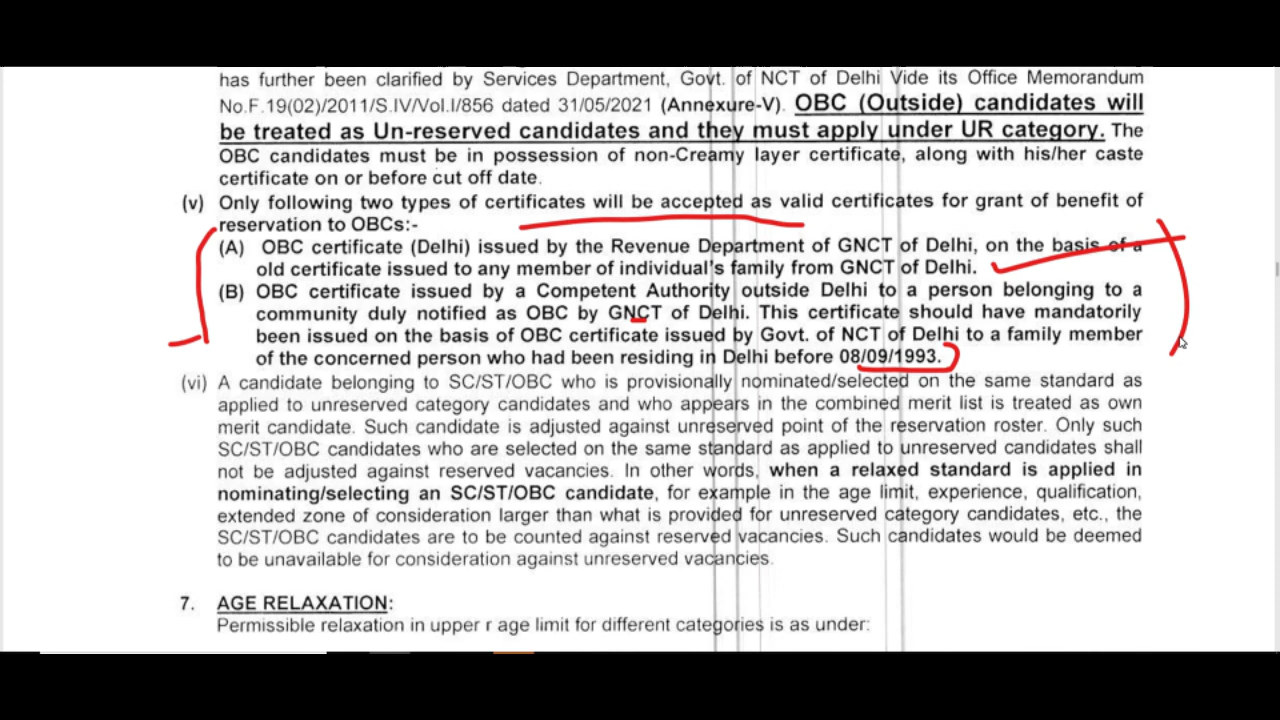 has further been clarified by Services Department, Govt. of NCT of Delhi Vide its Office Memorandum
No.F.19(02)/2011/S.IV/Vol.I/856 dated 31/05/2021 (Annexure-V). OBC (Outside) candidates will
be treated as Un-reserved candidates and they must apply under UR category. The
OBC candidates must be in possession of non-Creamy layer certificate, along with his/her caste
certificate on or before cut off date.
(v) Only following two types of certificates will be accepted as valid certificates for grant of benefit of
reservation to OBCs:-
(A) OBC certificate (Delhi) issued by the Revenue Department of GNCT of Delhi, on the basis of a
old certificate issued to any member of individual's family from GNCT of Delhi.
(B) OBC certificate issued by a Competent Authority outside Delhi to a person belonging to a
community duly notified as OBC by GNCT of Delhi. This certificate should have mandatorily
been issued on the basis of OBC certificate issued by Govt. of NCT of Delhi to a family member
of the concerned person who had been residing in Delhi before 08/09/1993.
(vi) A candidate belonging to SC/ST/OBC who is provisionally nominated/selected on the same standard as
applied to unreserved category candidates and who appears in the combined merit list is treated as own
merit candidate. Such candidate is adjusted against unreserved point of the reservation roster. Only such
SC/ST/OBC candidates who are selected on the same standard as applied to unreserved candidates shall
not be adjusted against reserved vacancies. In other words, when a relaxed standard is applied in
nominating/selecting an SC/ST/OBC candidate, for example in the age limit, experience, qualification,
extended zone of consideration larger than what is provided for unreserved category candidates, etc., the
SC/ST/OBC candidates are to be counted against reserved vacancies. Such candidates would be deemed
to be unavailable for consideration against unreserved vacancies.
7. AGE RELAXATION:
Permissible relaxation in upper r age limit for different categories is as under: